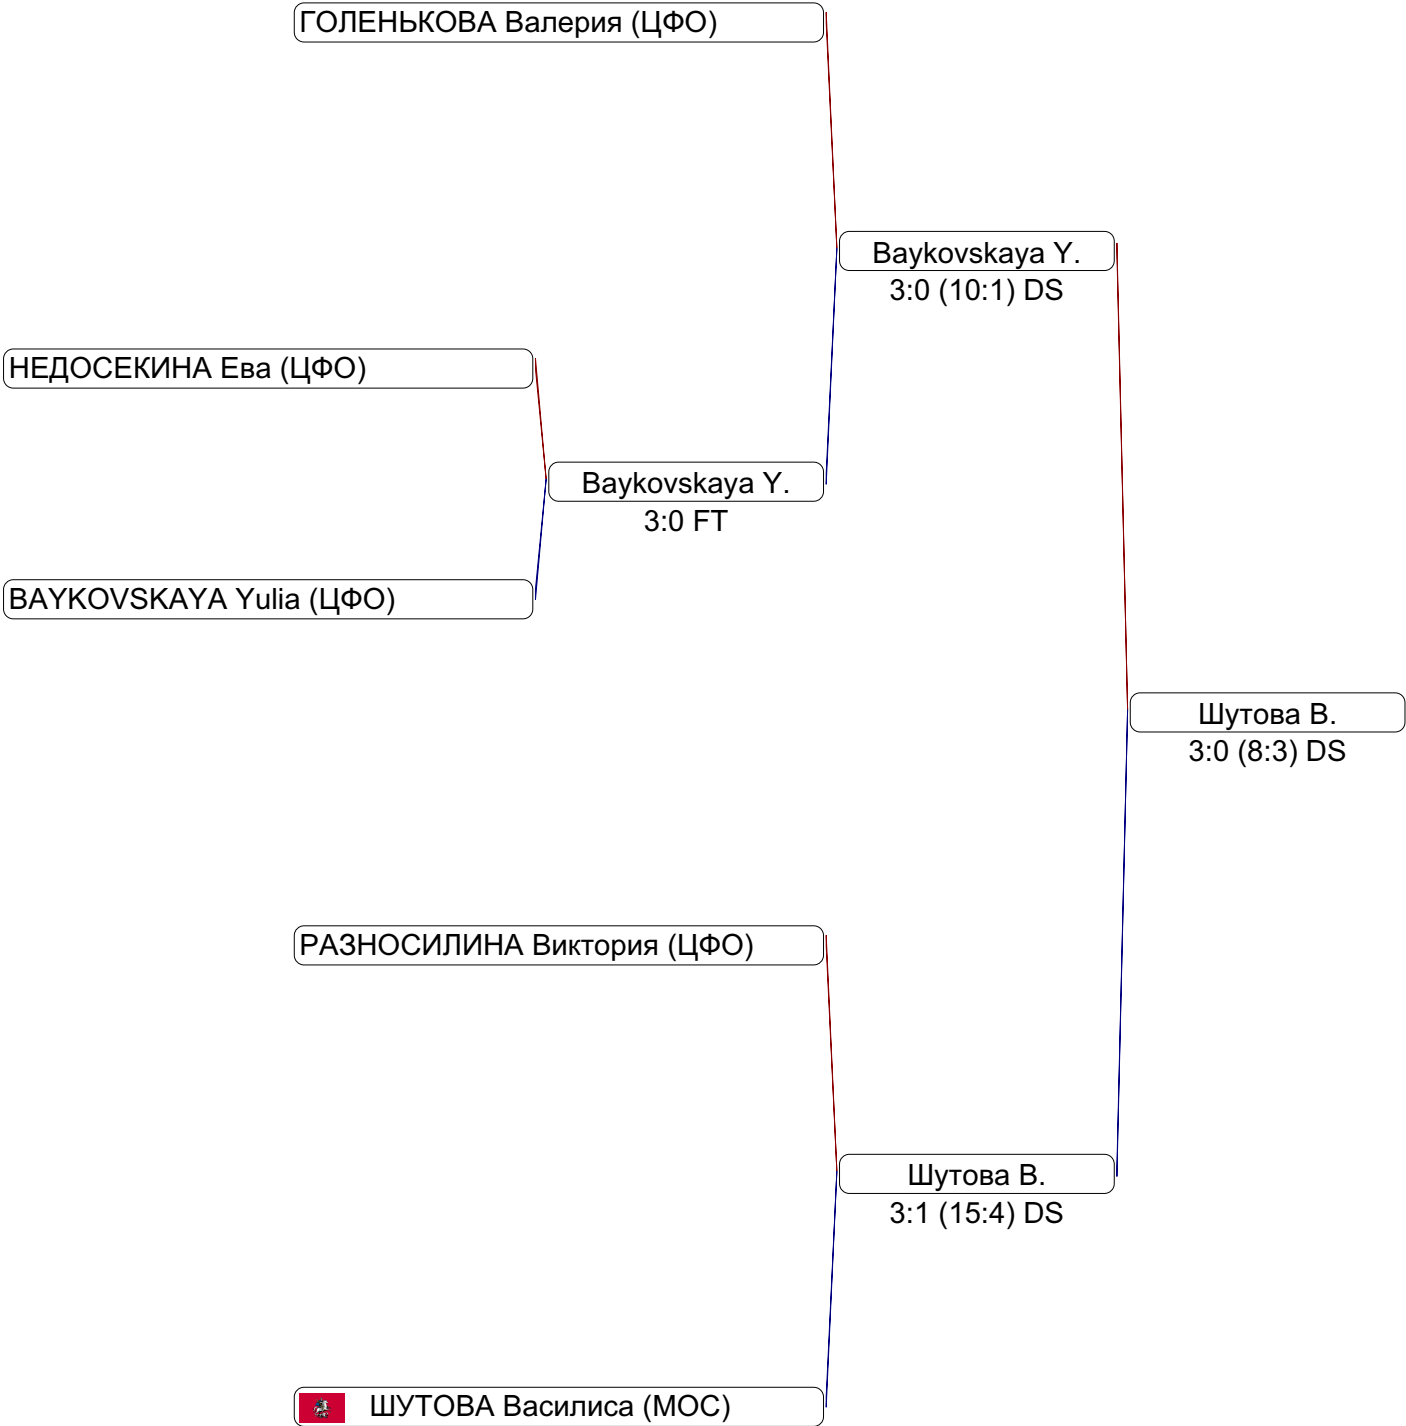 ГОЛЕНЬКОВА Валерия (ЦФО)
Baykovskaya Y.
3:0 (10:1) DS
НЕДОСЕКИНА Ева (ЦФО)
Baykovskaya Y.
3:0 FT
BAYKOVSKAYA Yulia (ЦФО)
Шутова В.
3:0 (8:3) DS
РАЗНОСИЛИНА Виктория (ЦФО)
Шутова В.
3:1 (15:4) DS
ШУТОВА Василиса (МОС)